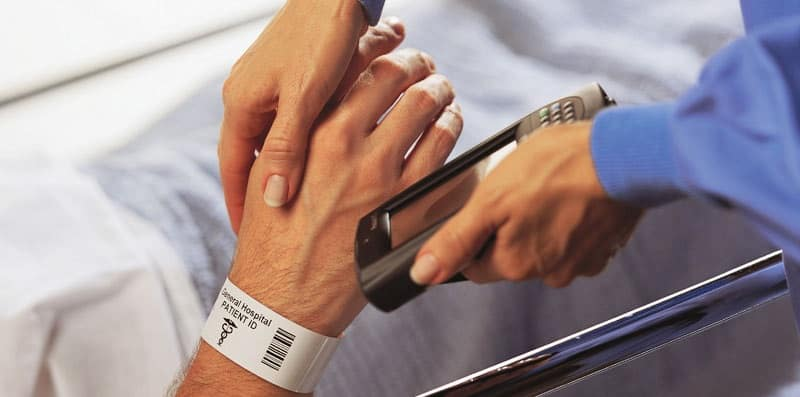 General Hospital
PATIENT ID